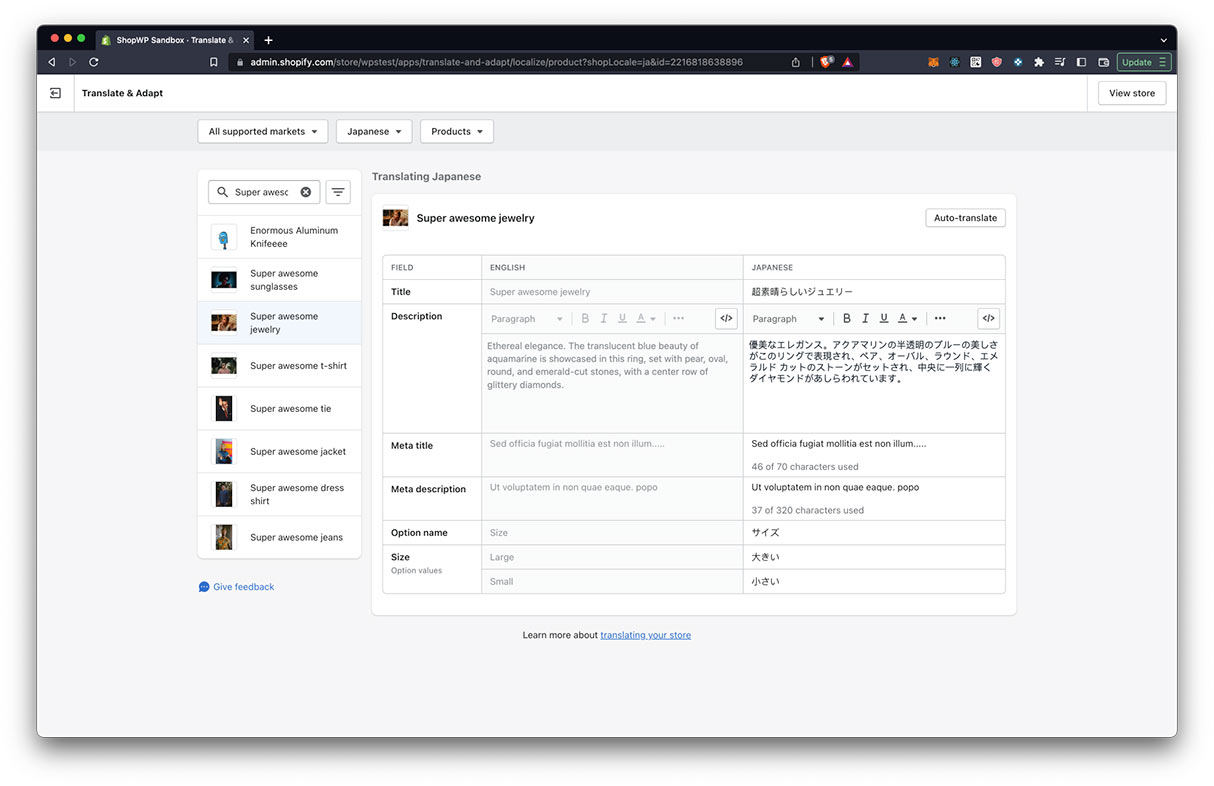 ShopWP Sandbox · Translate &
admin.shopify.com/store/wpstest/apps/translate-and-adapt/localize/product?shopLocale=ja&id=2216818638896
Update
Translate & Adapt
View store
All supported markets
Japanese
Products
Super awesc
Enormous Aluminum
Knifeeee
Super awesome
sunglasses
Super awesome
jewelry
Super awesome t-shirt
Super awesome tie
Super awesome jacket
Super awesome dress
shirt
Super awesome jeans
Give feedback
Translating Japanese
Super awesome jewelry
Auto-translate
FIELD
ENGLISH
JAPANESE
Title
Super awesome jewelry
超素晴らしいジュエリー
Description
Paragraph
B I U A
</>
Paragraph
B I U A
</>
Ethereal elegance. The translucent blue beauty of
aquamarine is showcased in this ring, set with pear, oval,
round, and emerald-cut stones, with a center row of
glittery diamonds.
優美なエレガンス。アクアマリンの半透明のブルーの美しさ
がこのリングで表現され、ペア、オーバル、ラウンド、エメ
ラルド カットのストーンがセットされ、中央に一列に輝く
ダイヤモンドがあしらわれています。
Meta title
Sed officia fugiat mollitia est non illum.....
Sed officia fugiat mollitia est non illum.....
46 of 70 characters used
Meta description
Ut voluptatem in non quae eaque. popo
Ut voluptatem in non quae eaque. popo
37 of 320 characters used
Option name
Size
サイズ
Size
Option values
Large
大きい
Small
小さい
Learn more about translating your store